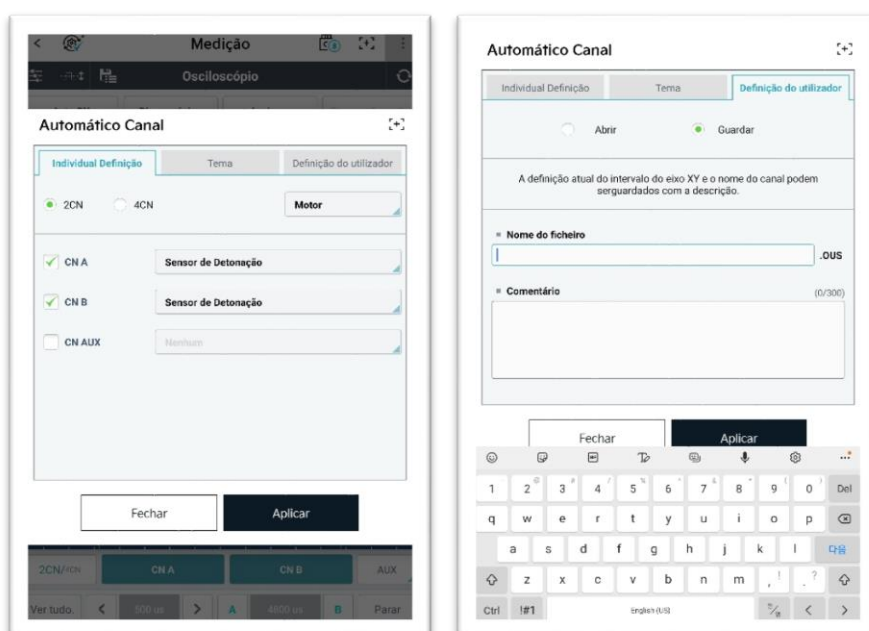 Medição
Osciloscópio
Automático Canal
[+]
Individual Definição
Tema
Definição do utilizador
2CN
4CN
Motor
CN A
Sensor de Detonação
CN B
Sensor de Detonação
CN AUX
Nenhum
Fechar
Aplicar
2CN/4CN
CN A
CN B
AUX
Ver tudo.
500 us
A
4800 us
B
Parar
Automático Canal
[+]
Individual Definição
Tema
Definição do utilizador
Abrir
Guardar
A definição atual do intervalo do eixo XY e o nome do canal podem
serguardados com a descrição.
Nome do ficheiro
.ous
Comentário
(0/300)
Fechar
Aplicar
1 2 3 4 5 6 7 8 9 0 Del
q w e r t y u i o p
a s d f g h j k l 다음
z x c v b n m , ! . ?
Ctrl !#1 English (US) < >